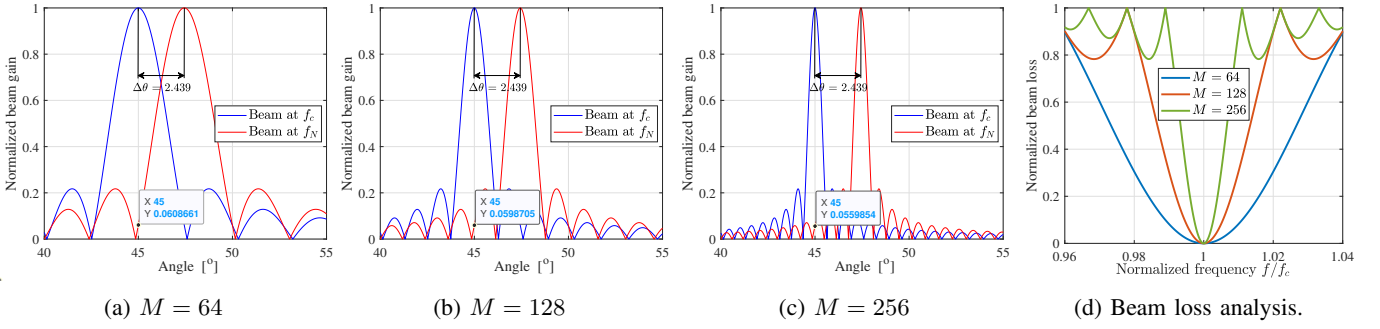 Normalized beam gain
1
0.8
0.6
0.4
0.2
0
Δθ = 2.439
Beam at f_c
Beam at f_N
X 45
Y 0.0608661
40
45
50
55
Angle [°]
(a) M = 64
Normalized beam gain
1
0.8
0.6
0.4
0.2
0
Δθ = 2.439
Beam at f_c
Beam at f_N
X 45
Y 0.0598705
40
45
50
55
Angle [°]
(b) M = 128
Normalized beam gain
1
0.8
0.6
0.4
0.2
0
Δθ = 2.439
Beam at f_c
Beam at f_N
X 45
Y 0.0559854
40
45
50
55
Angle [°]
(c) M = 256
Normalized beam loss
1
0.8
0.6
0.4
0.2
0
M = 64
M = 128
M = 256
0.96
0.98
1
1.02
1.04
Normalized frequency f/f_c
(d) Beam loss analysis.